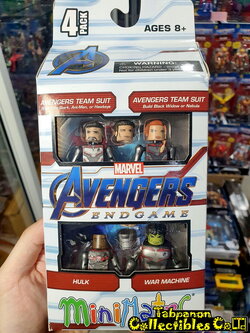 4
PACK
AGES 8+
WARNING:
AVENGERS TEAM SUIT
AVENGERS TEAM SUIT
Build Black Widow or Nebula
MARVEL
AVENGERS
ENDGAME
HULK
WAR MACHINE
MiniMates
Tabpanon
Collectibles